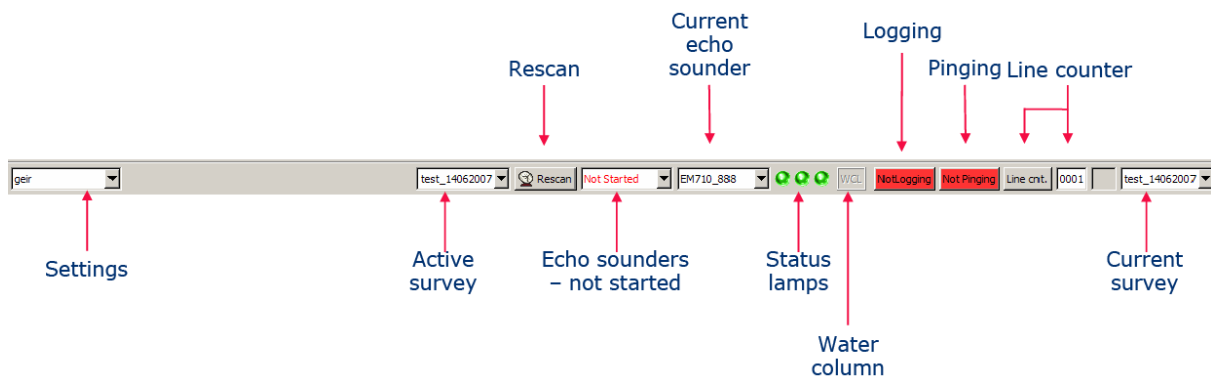 Current
echo
sounder
Logging
Rescan
Pinging
Line counter
geir
test_14062007
Rescan
Not Started
EM710_888
WCL
NotLogging
Not Pinging
Line cnt.
0001
test_14062007
Settings
Active
survey
Echo sounders
– not started
Status
lamps
Current
survey
Water
column